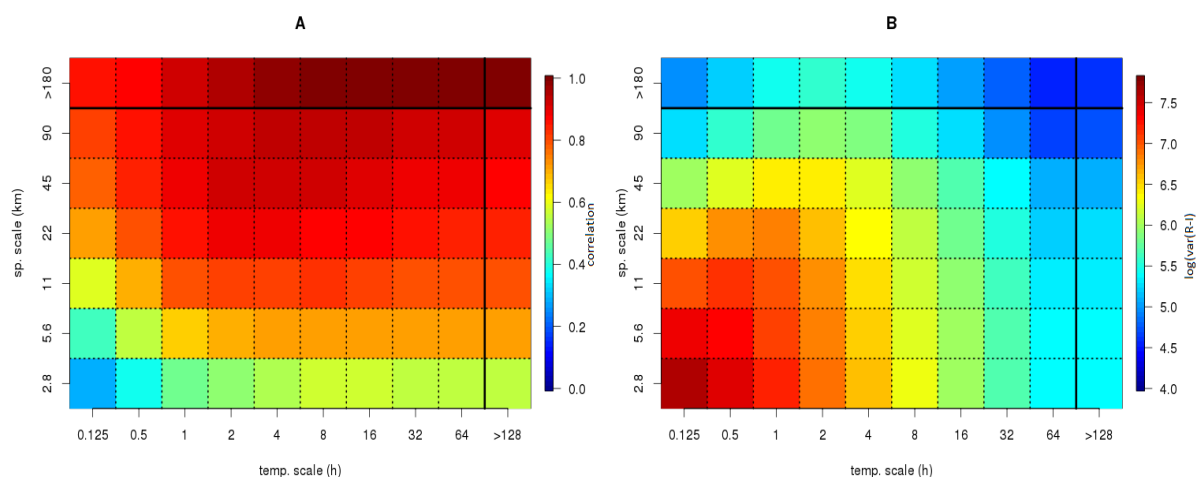 A
>180
90
45
22
11
5.6
2.8
sp. scale (km)
0.125 0.5 1 2 4 8 16 32 64 >128
temp. scale (h)
1.0
0.8
0.6
0.4
0.2
0.0
correlation
B
>180
90
45
22
11
5.6
2.8
sp. scale (km)
0.125 0.5 1 2 4 8 16 32 64 >128
temp. scale (h)
7.5
7.0
6.5
6.0
5.5
5.0
4.5
4.0
log(var(R-I)